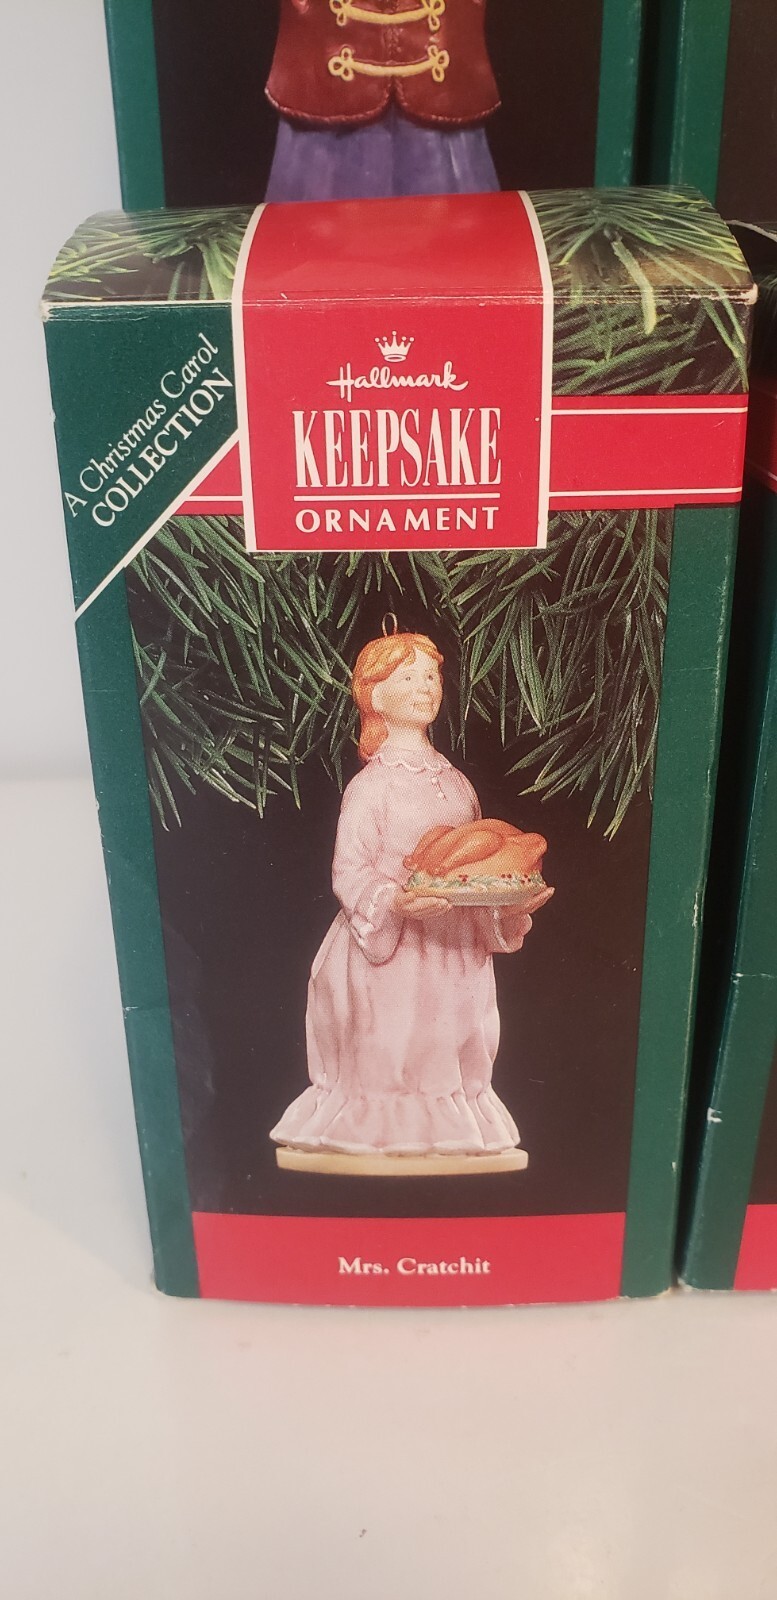 A Christmas Carol
COLLECTION
Hallmark
KEEPSAKE
ORNAMENT
Mrs. Cratchit